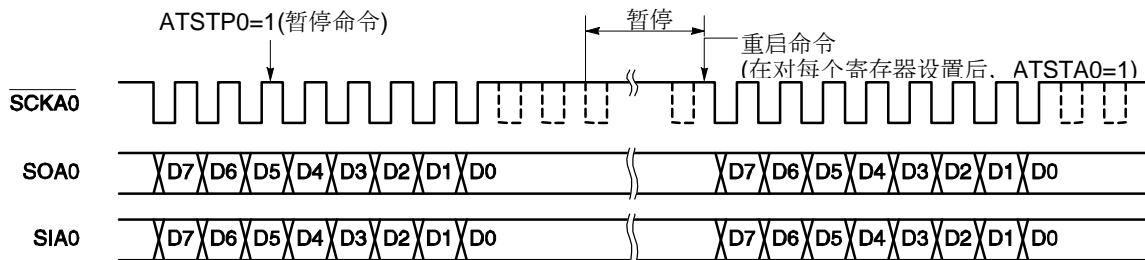 ATSTP0=1(暂停命令)
暂停
重启命令
(在对每个寄存器设置后，ATSTA0=1)
SCKA0
SOA0 D7 D6 D5 D4 D3 D2 D1 D0 D7 D6 D5 D4 D3 D2 D1 D0
SIA0 D7 D6 D5 D4 D3 D2 D1 D0 D7 D6 D5 D4 D3 D2 D1 D0